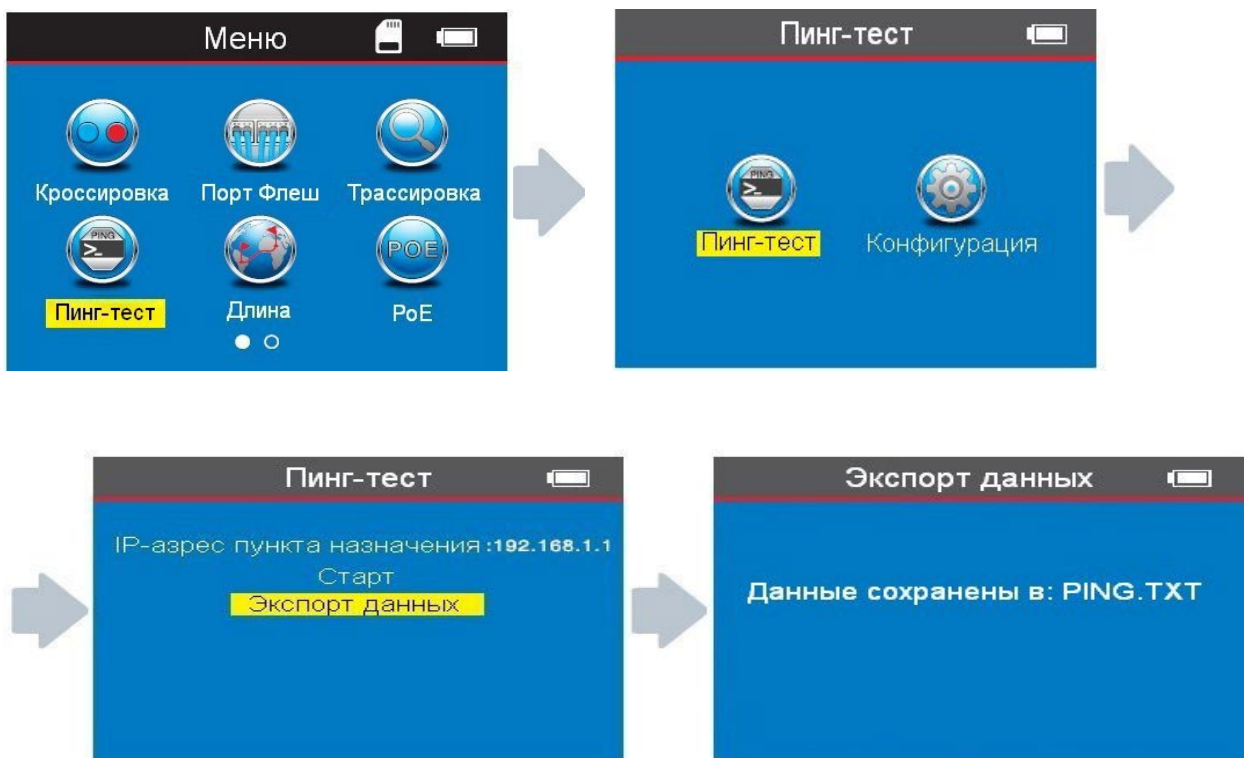 Меню
Кроссировка Порт Флеш Трассировка
PING POE
Пинг-тест Длина PoE
Пинг-тест
PING
Пинг-тест Конфигурация
Пинг-тест
IP-азрес пункта назначения :192.168.1.1
Старт
Экспорт данных
Экспорт данных
Данные сохранены в: PING.TXT